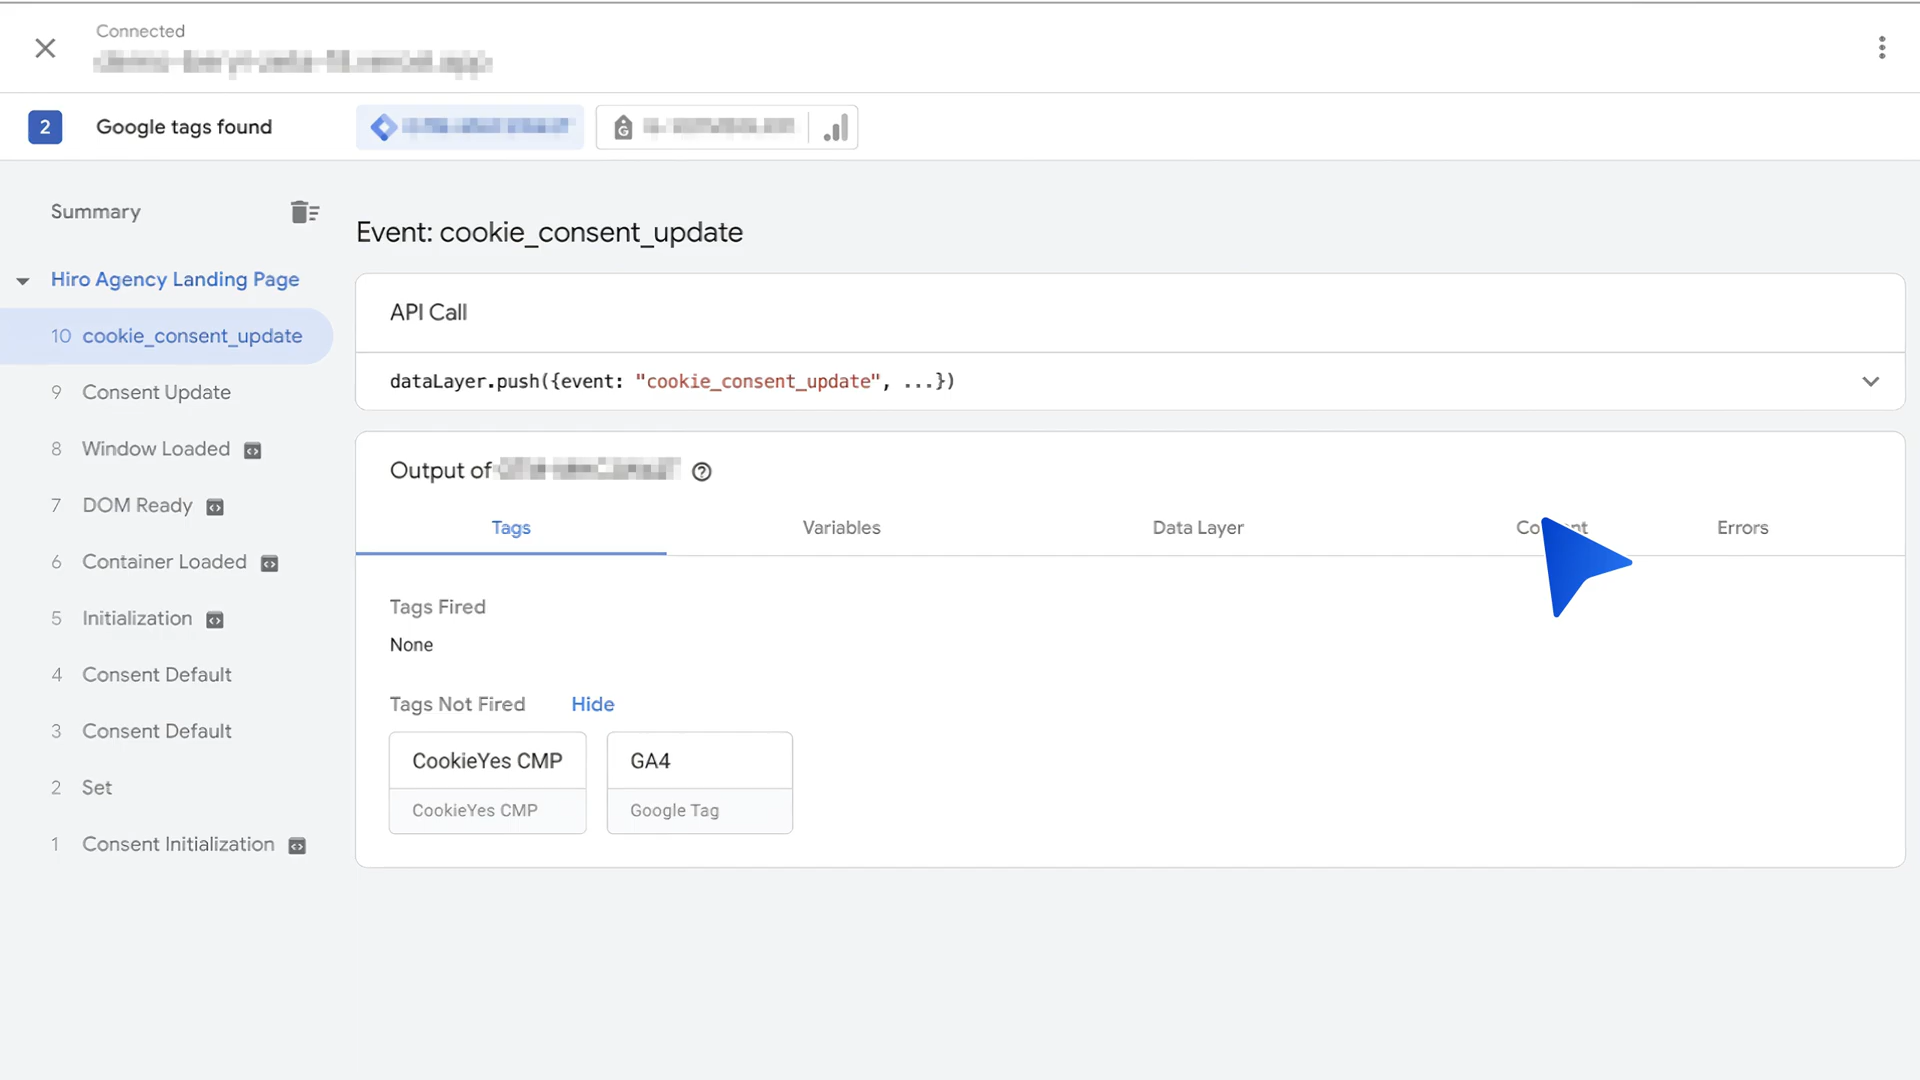 Connected
2 Google tags found
Summary
Hiro Agency Landing Page
10 cookie_consent_update
9 Consent Update
8 Window Loaded
7 DOM Ready
6 Container Loaded
5 Initialization
4 Consent Default
3 Consent Default
2 Set
1 Consent Initialization
Event: cookie_consent_update
API Call
dataLayer.push({event: "cookie_consent_update", ...})
Output of
Tags Variables Data Layer Errors
Tags Fired
None
Tags Not Fired Hide
CookieYes CMP
CookieYes CMP
GA4
Google Tag